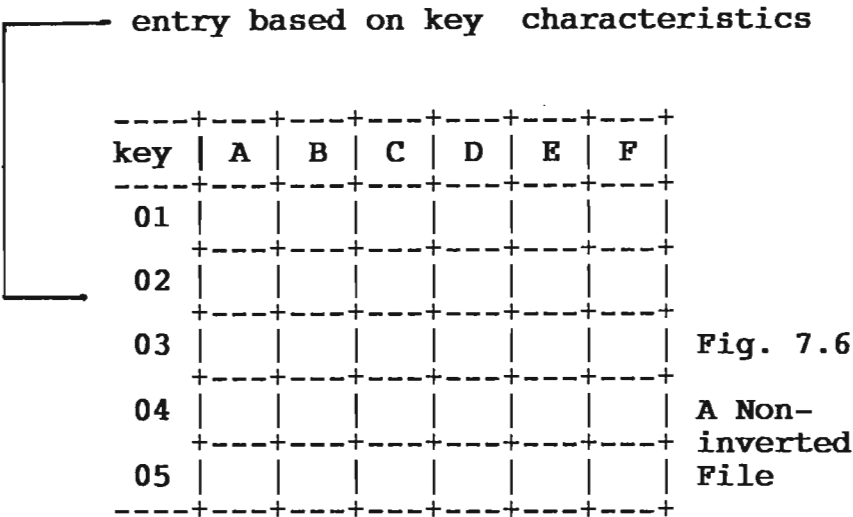 entry based on key characteristics
----+---+---+---+---+---+---+
key | A | B | C | D | E | F |
----+---+---+---+---+---+---+
01 | | | | | | |
+---+---+---+---+---+---+
02 | | | | | | |
+---+---+---+---+---+---+
03 | | | | | | | Fig. 7.6
+---+---+---+---+---+---+
04 | | | | | | | A Non-
+---+---+---+---+---+---+ inverted
05 | | | | | | | File
----+---+---+---+---+---+---+